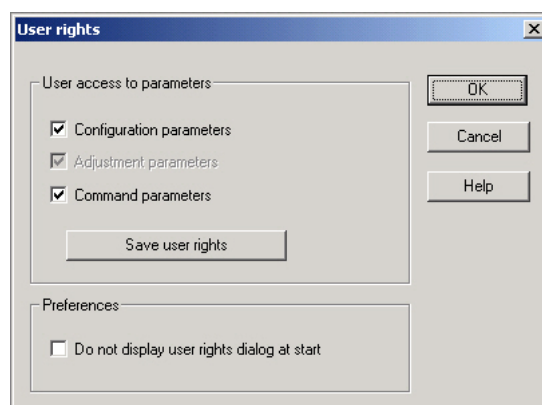 User rights
User access to parameters
Configuration parameters
Adjustment parameters
Command parameters
Save user rights
OK
Cancel
Help
Preferences
Do not display user rights dialog at start